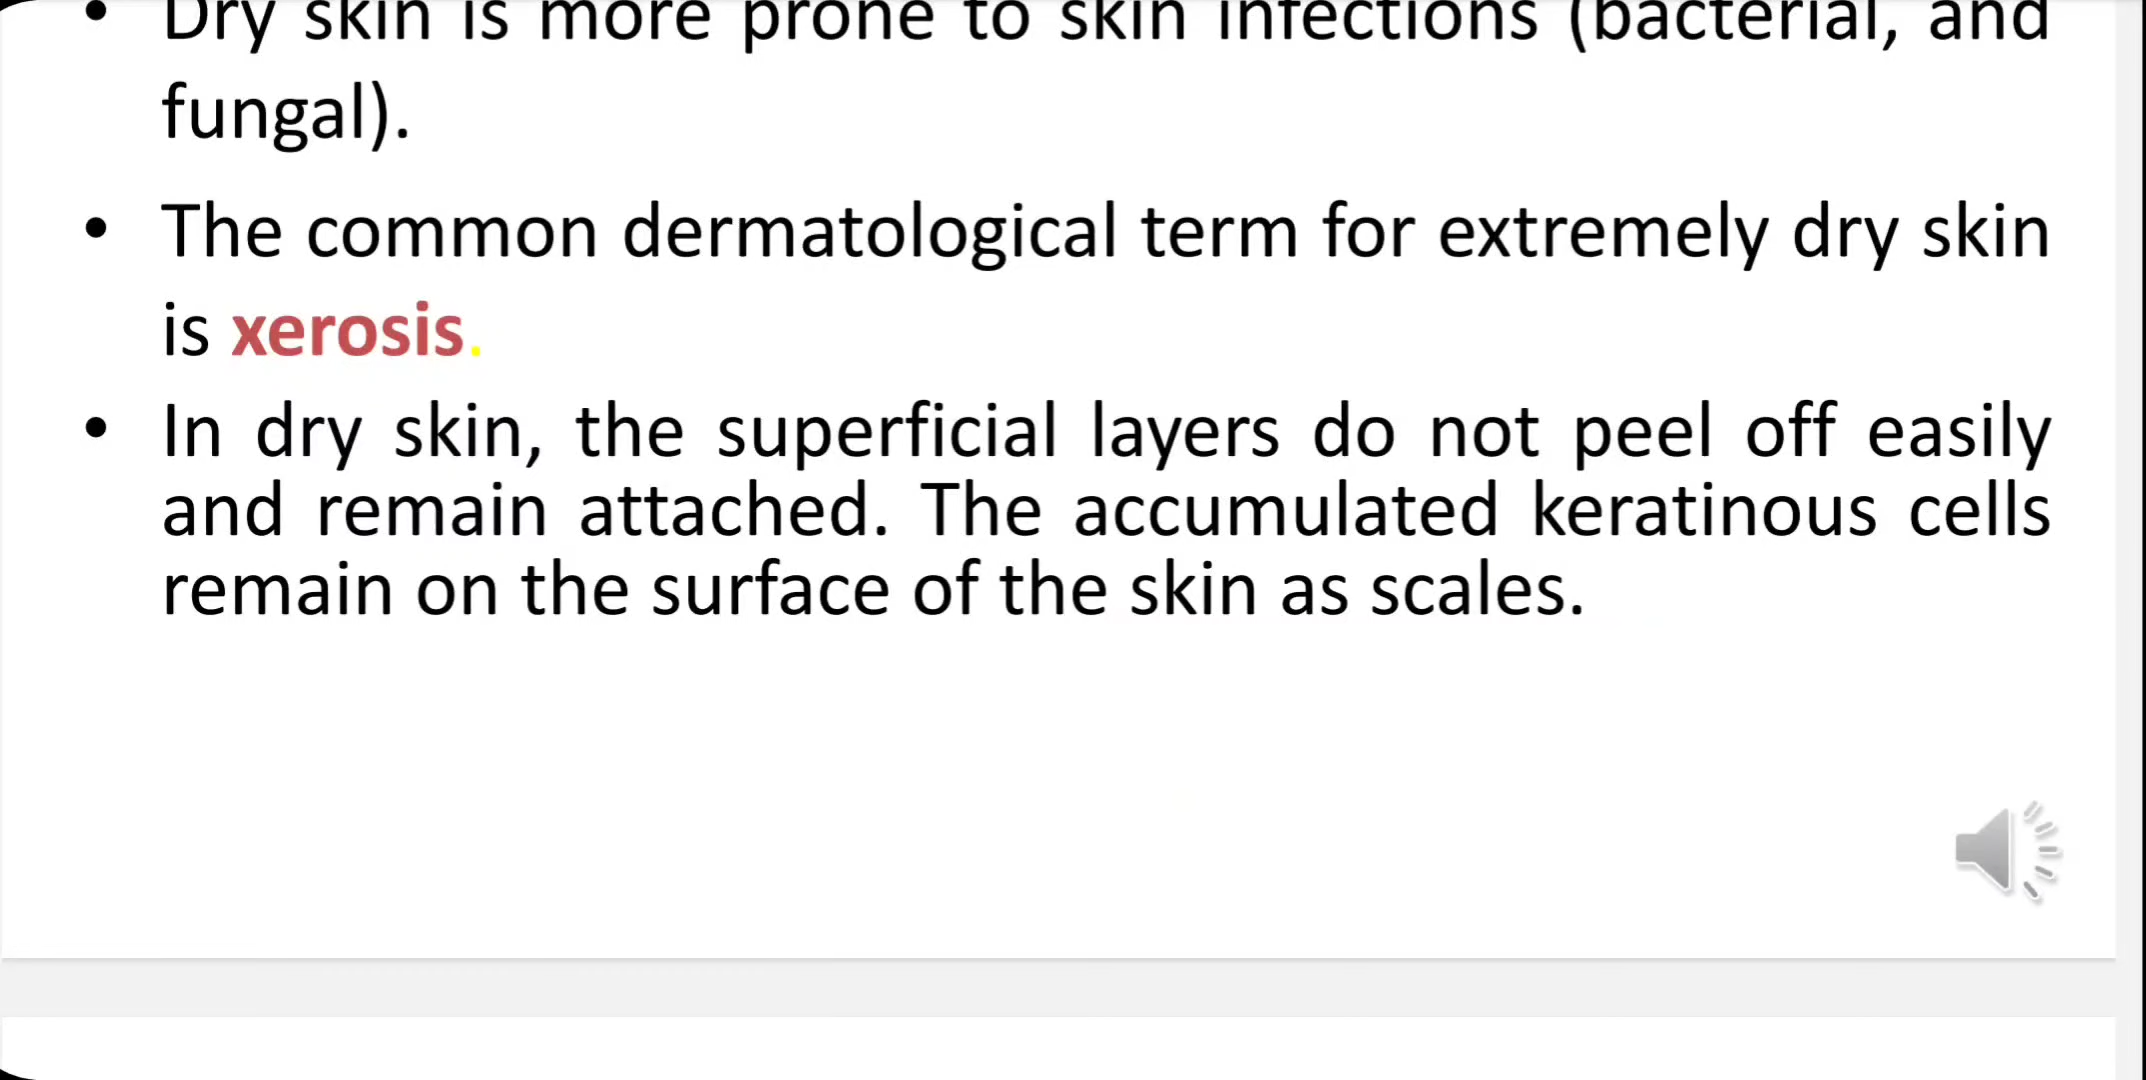 • Dry skin is more prone to skin infections (bacterial, and
fungal).
• The common dermatological term for extremely dry skin
is xerosis.
• In dry skin, the superficial layers do not peel off easily
and remain attached. The accumulated keratinous cells
remain on the surface of the skin as scales.